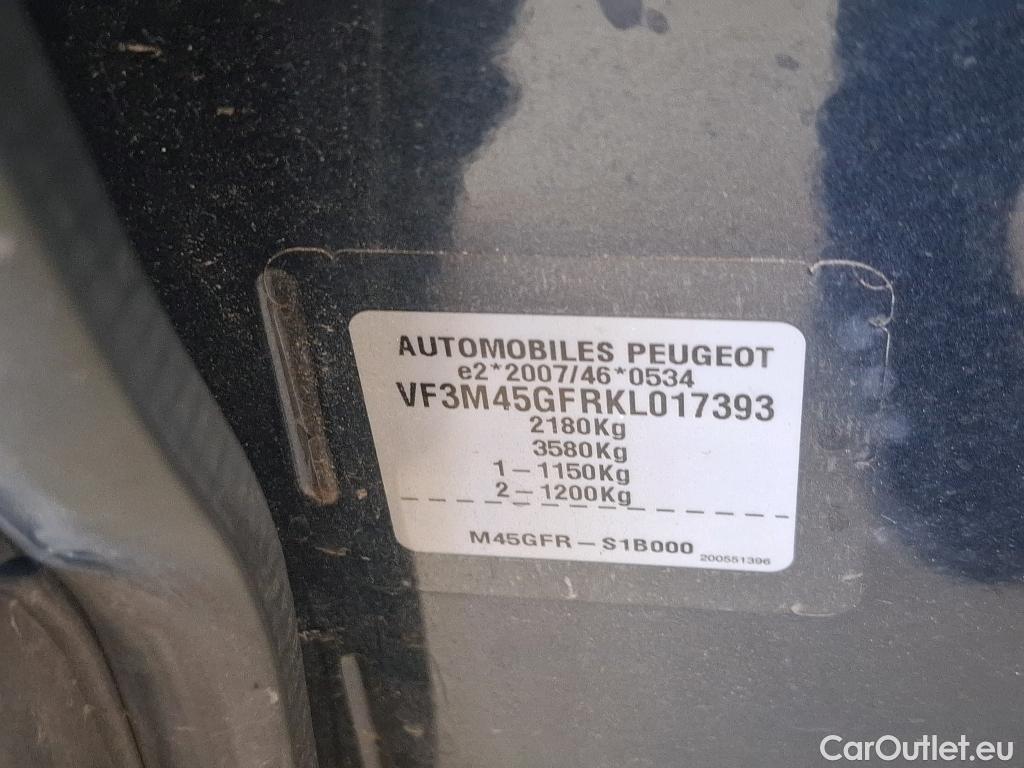 AUTOMOBILES PEUGEOT
e2*2007/46*0534
VF3M45GFRKL017393
2180Kg
3580Kg
1-1150Kg
2-1200Kg
M45GFR-S1B000
200551396
CarOutlet.eu